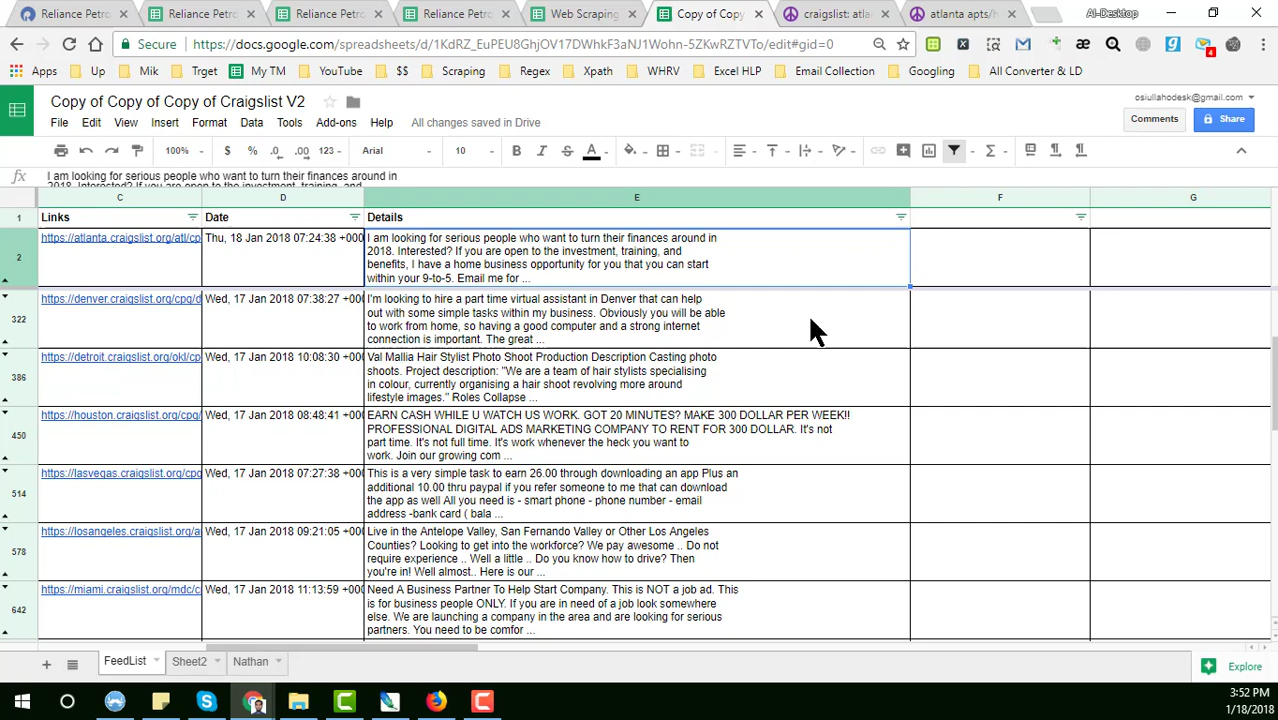 Reliance Petro
Reliance Petro
Reliance Petro
Reliance Petro
Web Scraping
Copy of Copy
craigslist: atla
atlanta apts/h
AI-Desktop
Secure
https://docs.google.com/spreadsheets/d/1KdRZ_EuPEU8GhjOV17DWhkF3aNJ1Wohn-5ZKwRZTVTo/edit#gid=0
4
Apps
Up
Mik
Trget
My TM
YouTube
$$
Scraping
Regex
Xpath
WHRV
Excel HLP
Email Collection
Googling
All Converter & LD
Copy of Copy of Copy of Craigslist V2
osiullahodesk@gmail.com
File Edit View Insert Format Data Tools Add-ons Help All changes saved in Drive
Comments
Share
100% $ % .0 .00 123 Arial 10 B I S A
fx
I am looking for serious people who want to turn their finances around in
2018. Interested? If you are open to the investment, training, and
C D E F G
1 Links Date Details
2 https://atlanta.craigslist.org/atl/cp Thu, 18 Jan 2018 07:24:38 +000 I am looking for serious people who want to turn their finances around in
2018. Interested? If you are open to the investment, training, and
benefits, I have a home business opportunity for you that you can start
within your 9-to-5. Email me for ...
322 https://denver.craigslist.org/cpg/d Wed, 17 Jan 2018 07:38:27 +000 I'm looking to hire a part time virtual assistant in Denver that can help
out with some simple tasks within my business. Obviously you will be able
to work from home, so having a good computer and a strong internet
connection is important. The great ...
386 https://detroit.craigslist.org/okl/cp Wed, 17 Jan 2018 10:08:30 +000 Val Mallia Hair Stylist Photo Shoot Production Description Casting photo
shoots. Project description: "We are a team of hair stylists specialising
in colour, currently organising a hair shoot revolving more around
lifestyle images." Roles Collapse ...
450 https://houston.craigslist.org/cpg/ Wed, 17 Jan 2018 08:48:41 +000 EARN CASH WHILE U WATCH US WORK. GOT 20 MINUTES? MAKE 300 DOLLAR PER WEEK!!
PROFESSIONAL DIGITAL ADS MARKETING COMPANY TO RENT FOR 300 DOLLAR. It's not
part time. It's not full time. It's work whenever the heck you want to
work. Join our growing com ...
514 https://lasvegas.craigslist.org/cpg Wed, 17 Jan 2018 07:27:38 +000 This is a very simple task to earn 26.00 through downloading an app Plus an
additional 10.00 thru paypal if you refer someone to me that can download
the app as well All you need is - smart phone - phone number - email
address -bank card ( bala ...
578 https://losangeles.craigslist.org/a Wed, 17 Jan 2018 09:21:05 +000 Live in the Antelope Valley, San Fernando Valley or Other Los Angeles
Counties? Looking to get into the workforce? We pay awesome .. Do not
require experience .. Well a little .. Do you know how to drive? Then
you're in! Well almost.. Here is our ...
642 https://miami.craigslist.org/mdc/c Wed, 17 Jan 2018 11:13:59 +000 Need A Business Partner To Help Start Company. This is NOT a job ad. This
is for business people ONLY. If you are in need of a job look somewhere
else. We are launching a company in the area and are looking for serious
partners. You need to be comfor ...
FeedList Sheet2 Nathan
Explore
3:52 PM
1/18/2018